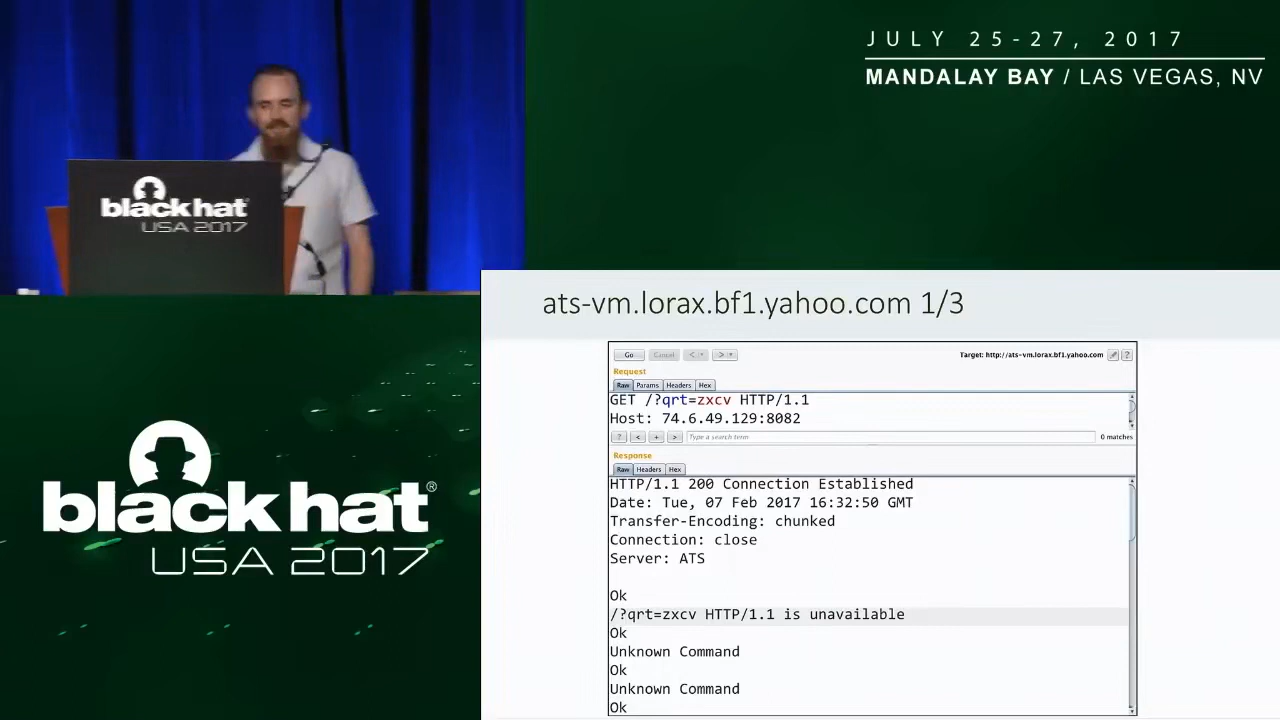 JULY 25-27, 2017
MANDALAY BAY / LAS VEGAS, NV
black hat
USA 2017
ats-vm.lorax.bf1.yahoo.com 1/3
Go Cancel < >
Target: http://ats-vm.lorax.bf1.yahoo.com ?
Request
Raw Params Headers Hex
GET /?qrt=zxcv HTTP/1.1
Host: 74.6.49.129:8082
? < + > Type a search term 0 matches
Response
Raw Headers Hex
HTTP/1.1 200 Connection Established
Date: Tue, 07 Feb 2017 16:32:50 GMT
Transfer-Encoding: chunked
Connection: close
Server: ATS
Ok
/?qrt=zxcv HTTP/1.1 is unavailable
Ok
Unknown Command
Ok
Unknown Command
Ok
black hat®
USA 2017